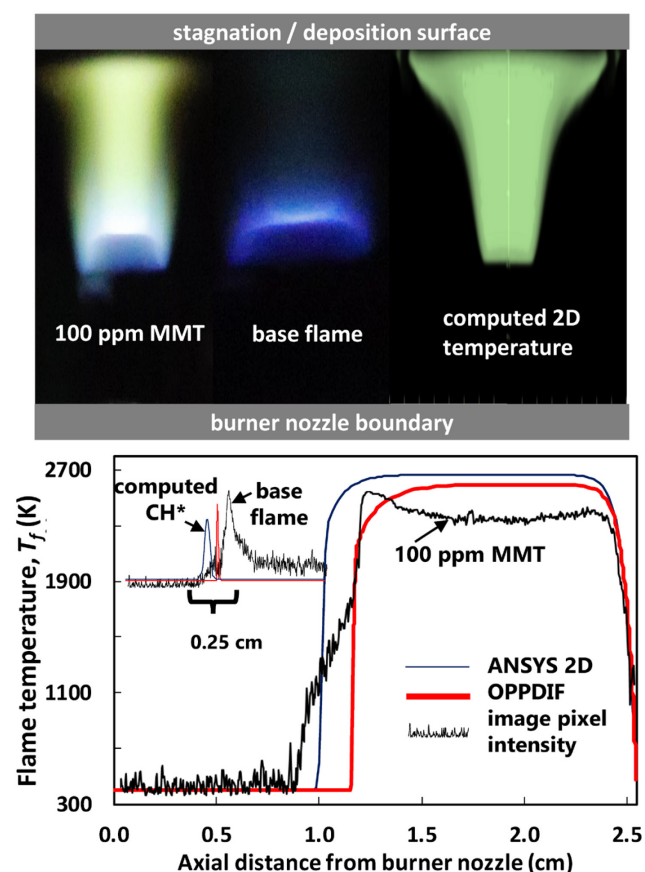 stagnation / deposition surface
100 ppm MMT
base flame
computed 2D
temperature
burner nozzle boundary
Flame temperature, T_f (K)
2700
1900
1100
300
computed
CH*
base
flame
0.25 cm
100 ppm MMT
ANSYS 2D
OPPDIF
image pixel
intensity
0.0 0.5 1.0 1.5 2.0 2.5
Axial distance from burner nozzle (cm)